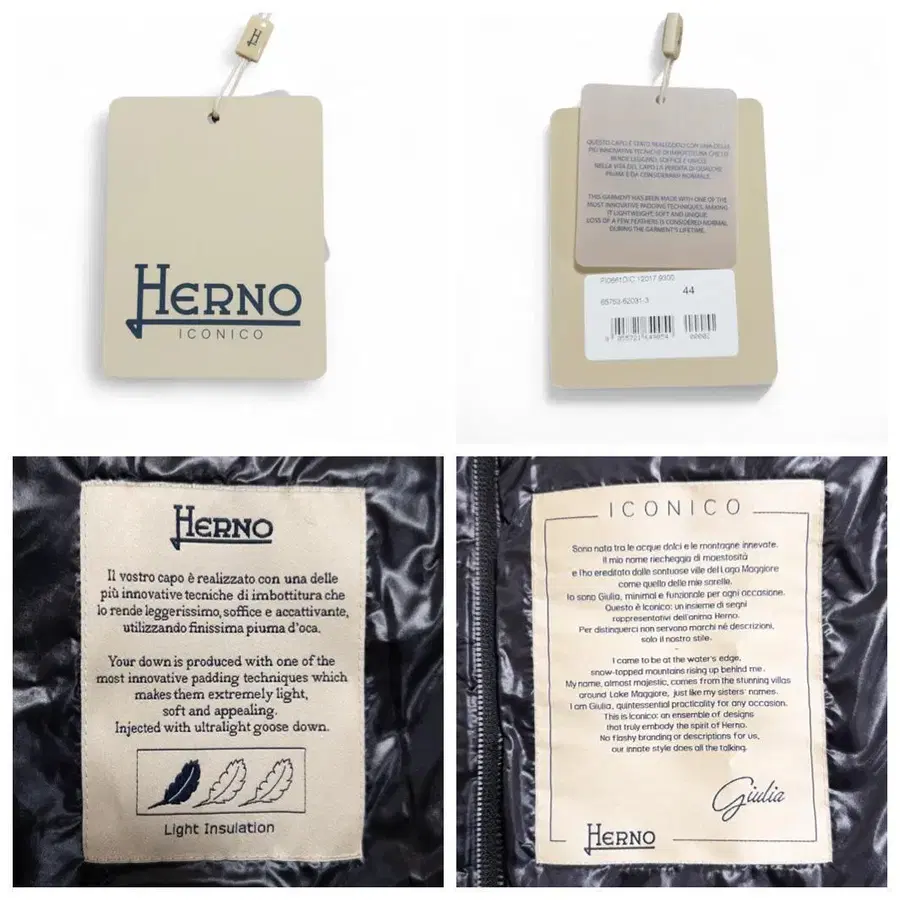 HERNO
ICONICO
QUESTO CAPO È STATO REALIZZATO CON UNA DELLE
PIÙ INNOVATIVE TECNICHE DI IMBOTTITURA CHE LO
RENDE LEGGERO, SOFFICE E UNICO.
NELLA VITA DEL CAPO LA PERDITA DI QUALCHE
PIUMA È DA CONSIDERARSI NORMALE.
THIS GARMENT HAS BEEN MADE WITH ONE OF THE
MOST INNOVATIVE PADDING TECHNIQUES, MAKING
IT LIGHTWEIGHT, SOFT AND UNIQUE.
LOSS OF A FEW FEATHERS IS CONSIDERED NORMAL
DURING THE GARMENT'S LIFETIME.
12017 9300
44
65763-62031-3
00002
HERNO
Il vostro capo è realizzato con una delle
più innovative tecniche di imbottitura che
lo rende leggerissimo, soffice e accattivante,
utilizzando finissima piuma d'oca.
Your down is produced with one of the
most innovative padding techniques which
makes them extremely light,
soft and appealing.
Injected with ultralight goose down.
Light Insulation
ICONICO
Sono nata tra le acque dolci e le montagne innevate.
Il mio nome riecheggia di maestosità
e l'ho ereditato dalle sontuose ville del Lago Maggiore
come quello delle mie sorelle.
Io sono Giulia, minimal e funzionale per ogni occasione.
Questo è Iconico: un insieme di segni
rappresentativi dell'anima Herno.
Per distinguerci non servono marchi né descrizioni,
solo il nostro stile.
-
I came to be at the water's edge,
snow-topped mountains rising up behind me.
My name, almost majestic, comes from the stunning villas
around Lake Maggiore, just like my sisters' names.
I am Giulia, quintessential practicality for any occasion.
This is Iconico: an ensemble of designs
that truly embody the spirit of Herno.
No flashy branding or descriptions for us,
our innate style does all the talking.
Giulia
HERNO